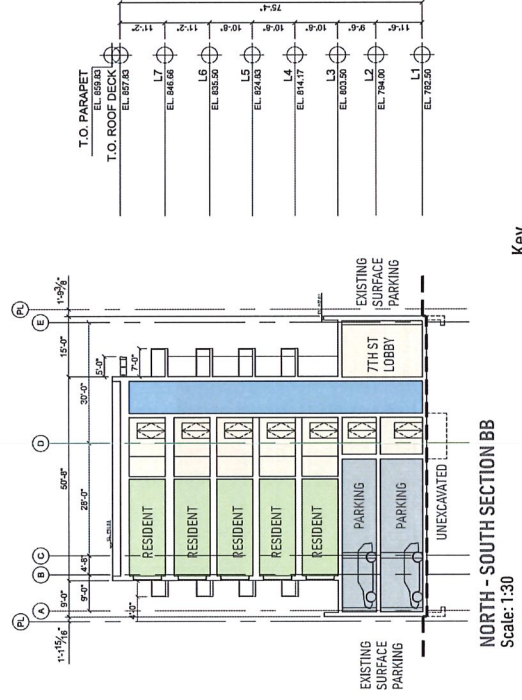 1'-1 15/16"
1'-9 3/8"
PL
A
B
C
D
E
PL
9'-0"
50'-8"
30'-0"
15'-0"
9'-0"
4'-8"
28'-0"
5'-0"
4'-0"
7'-0"
RESIDENT
RESIDENT
RESIDENT
RESIDENT
RESIDENT
PARKING
PARKING
7TH ST
LOBBY
EXISTING
SURFACE
PARKING
EXISTING
SURFACE
PARKING
UNEXCAVATED
NORTH - SOUTH SECTION BB
Scale: 1:30
Key
T.O. PARAPET
EL. 859.83
T.O. ROOF DECK
EL. 857.83
L7
EL. 846.66
L6
EL. 835.50
L5
EL. 824.83
L4
EL. 814.17
L3
EL. 803.50
L2
EL. 794.00
L1
EL. 782.50
11'-2"
11'-2"
10'-8"
10'-8"
10'-8"
9'-6"
11'-6"
75'-4"